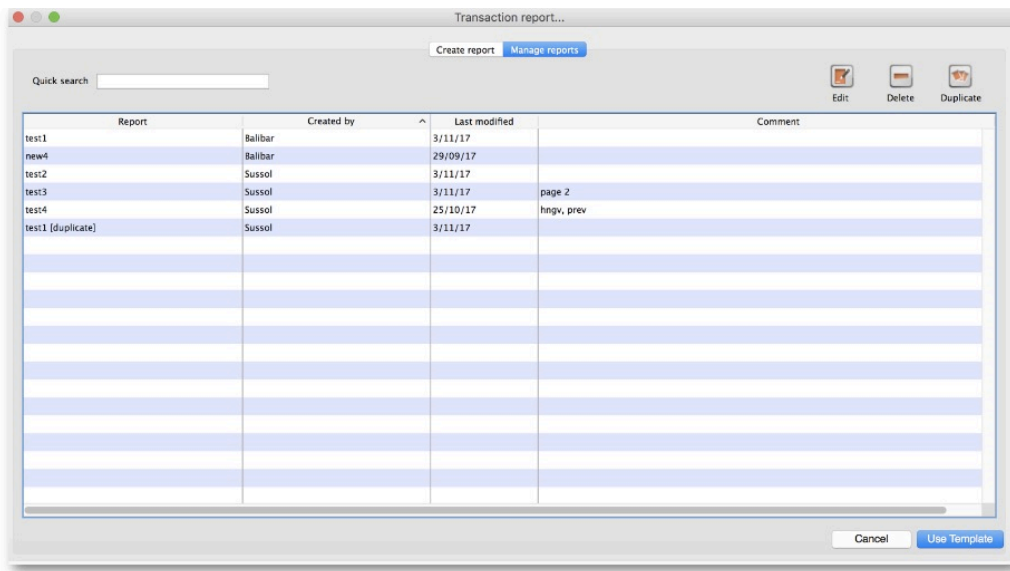 Transaction report...
Create report Manage reports
Quick search
Edit Delete Duplicate
Report Created by Last modified Comment
test1 Balibar 3/11/17
new4 Balibar 29/09/17
test2 Sussol 3/11/17
test3 Sussol 3/11/17 page 2
test4 Sussol 25/10/17 hngv, prev
test1 [duplicate] Sussol 3/11/17
Cancel Use Template